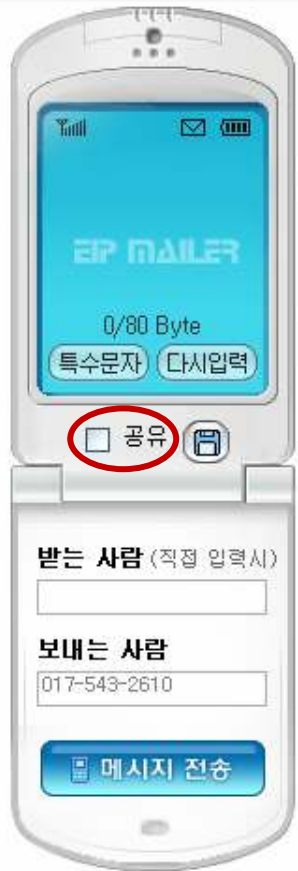 EIP MAILER
0/80 Byte
특수문자 다시입력
공유
받는 사람 (직접 입력시)
보내는 사람
017-543-2610
메시지 전송